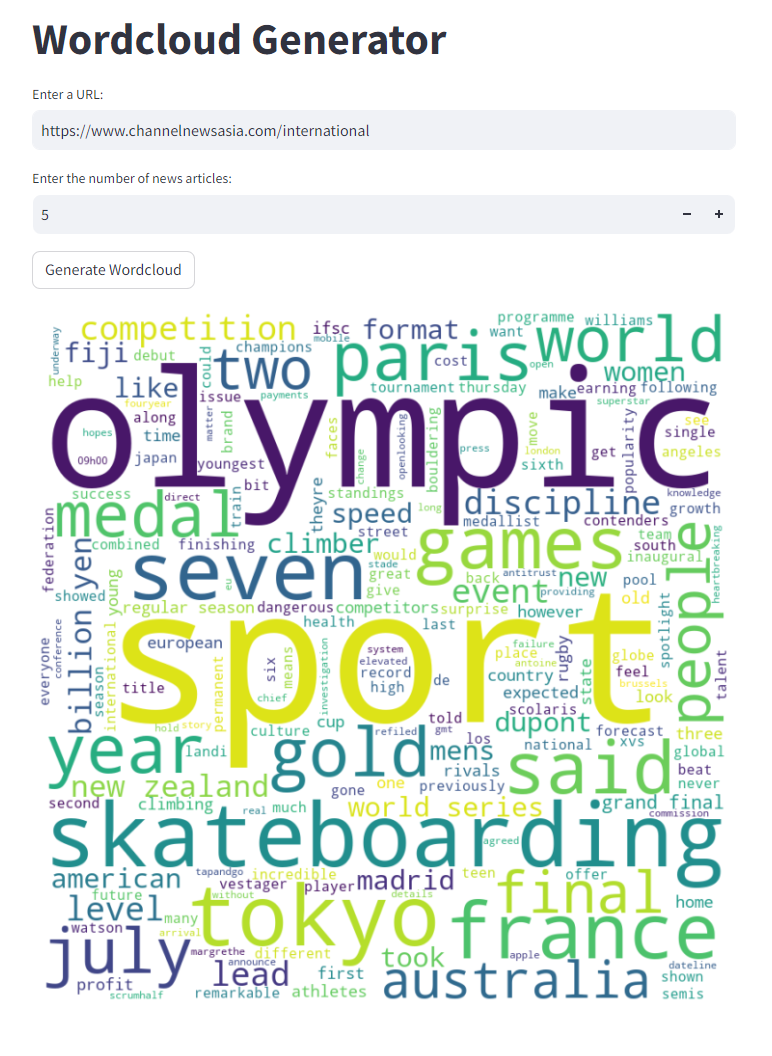 Wordcloud Generator
Enter a URL:
https://www.channelnewsasia.com/international
Enter the number of news articles:
5
− +
Generate Wordcloud
programme williams
competition ifsc format want world
underway mobile
fiji debut could champions paris open
two cost women
help like issue payments tournament thursday make earning following
fouryear superstar
olympic
along matter brand faces openlooking bouldering move popularity see single
hopes time press london get angeles
09h00 japan youngest change sixth
success direct bit standings long discipline knowledge
medal train theyre speed medallist contenders growth
federation street team
combined finishing climber games south inaugural
stade would
billion yen young seven eu great back antitrust new pool people heartbreaking
showed give event providing old
regular season dangerous competitors surprise however
health last spotlight
everyone conference season international sport
european system failure
elevated place rugby globe
title permanent six means investigation record country antoine state feel talent
high de expected brussels look
chief scolaris
hold story cup refiled told gmt dupont forecast three
culture los national xvs
year landi gold mens said global
rivals beat
new zealand gone one previously never
second climbing real much world series grand final
commission
skateboarding
agreed
american tapandgo incredible teen offer
future vestager player madrid final
without details home
level many tokyo france
watson
arrival
july margrethe different took apple
announce dateline
profit lead first australia shown
scrumhalf remarkable athletes semis